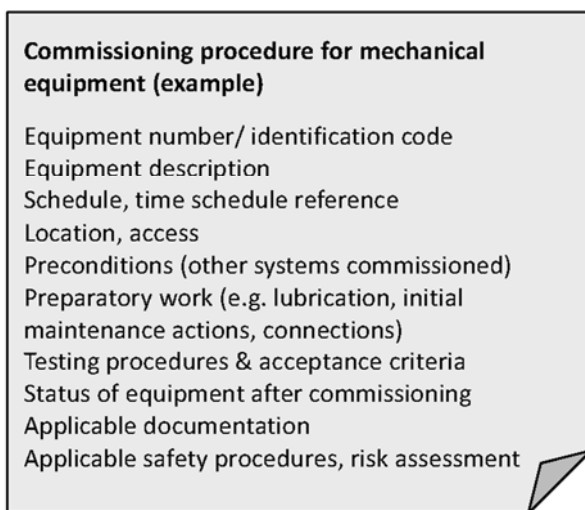 Commissioning procedure for mechanical
equipment (example)
Equipment number/ identification code
Equipment description
Schedule, time schedule reference
Location, access
Preconditions (other systems commissioned)
Preparatory work (e.g. lubrication, initial
maintenance actions, connections)
Testing procedures & acceptance criteria
Status of equipment after commissioning
Applicable documentation
Applicable safety procedures, risk assessment